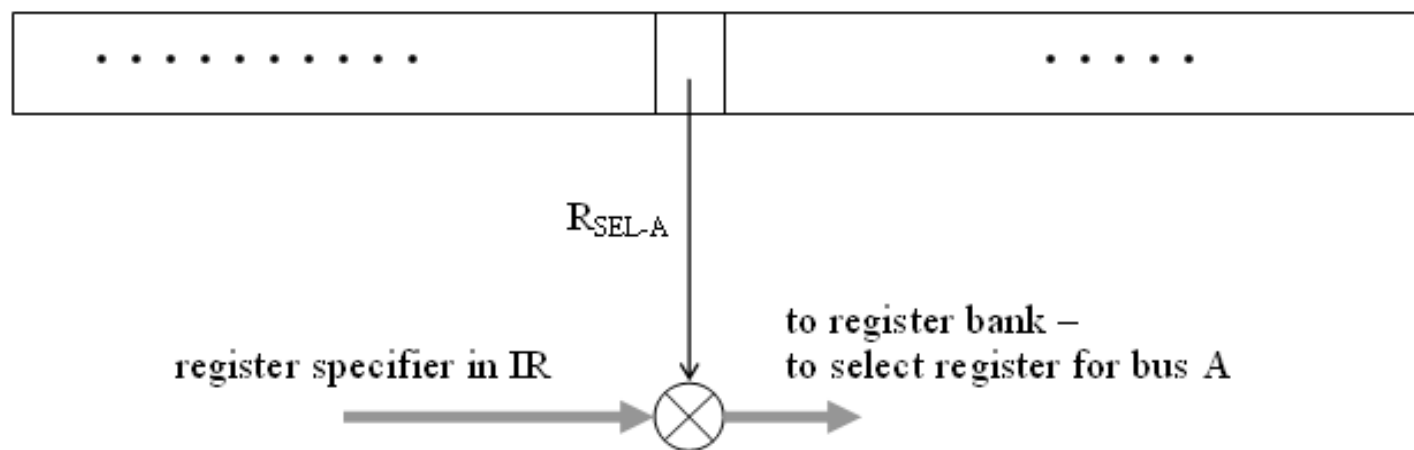 R_SEL-A
to register bank –
register specifier in IR
to select register for bus A